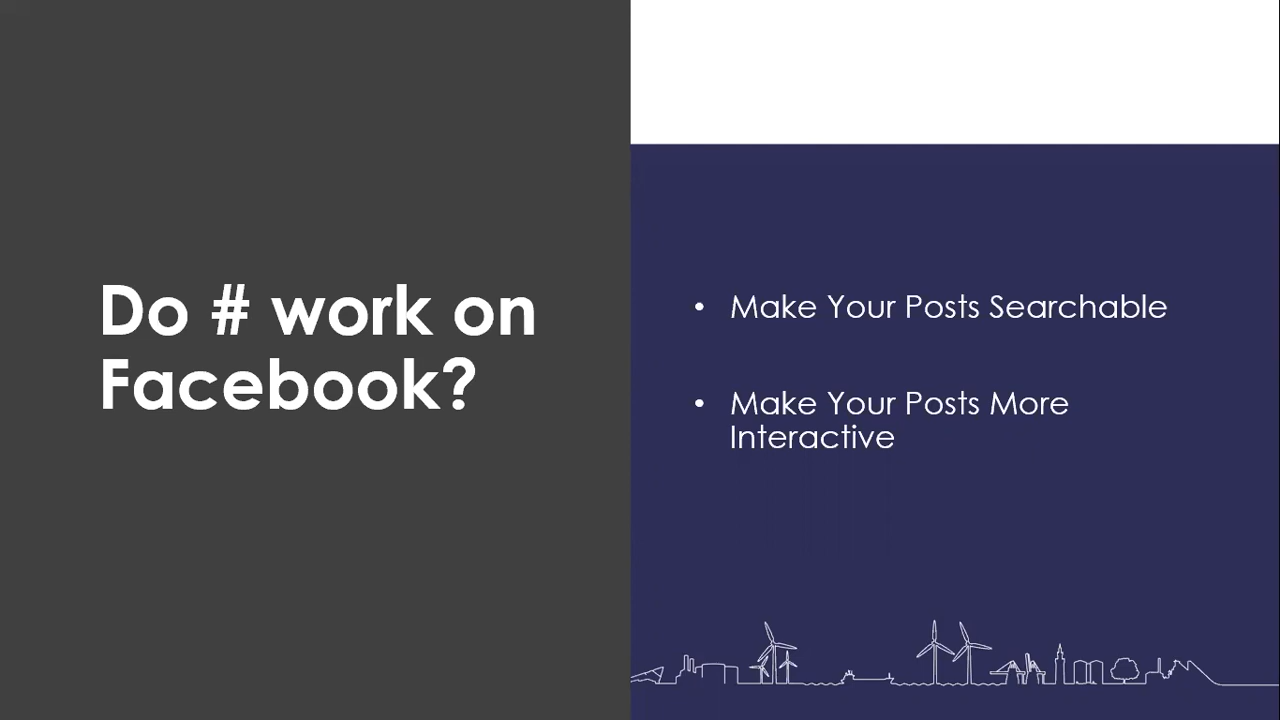 Do # work on
Facebook?
• Make Your Posts Searchable
• Make Your Posts More
Interactive